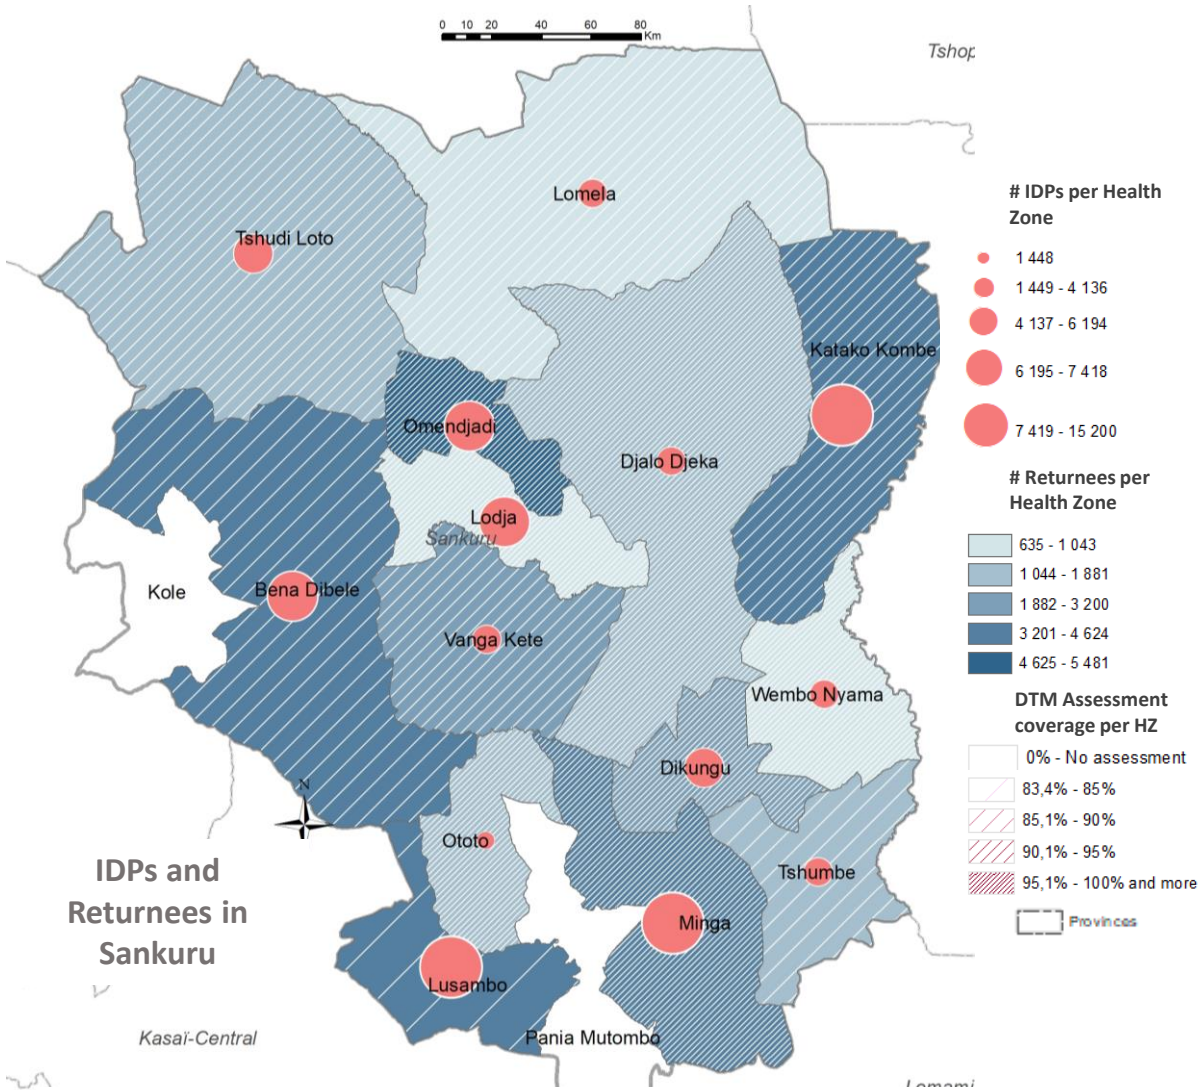 0 10 20 40 60 80
Km
Tshop
# IDPs per Health
Zone
1 448
1 449 - 4 136
4 137 - 6 194
6 195 - 7 418
7 419 - 15 200
# Returnees per
Health Zone
635 - 1 043
1 044 - 1 881
1 882 - 3 200
3 201 - 4 624
4 625 - 5 481
DTM Assessment
coverage per HZ
0% - No assessment
83,4% - 85%
85,1% - 90%
90,1% - 95%
95,1% - 100% and more
Provinces
Lomela
Tshudi Loto
Katako Kombe
Omendjadi
Djalo Djeka
Lodja
Sankuru
Kole
Bena Dibele
Vanga Kete
Wembo Nyama
Dikungu
N
Ototo
Tshumbe
IDPs and
Returnees in
Sankuru
Minga
Lusambo
Kasaï-Central
Pania Mutombo
Lomami